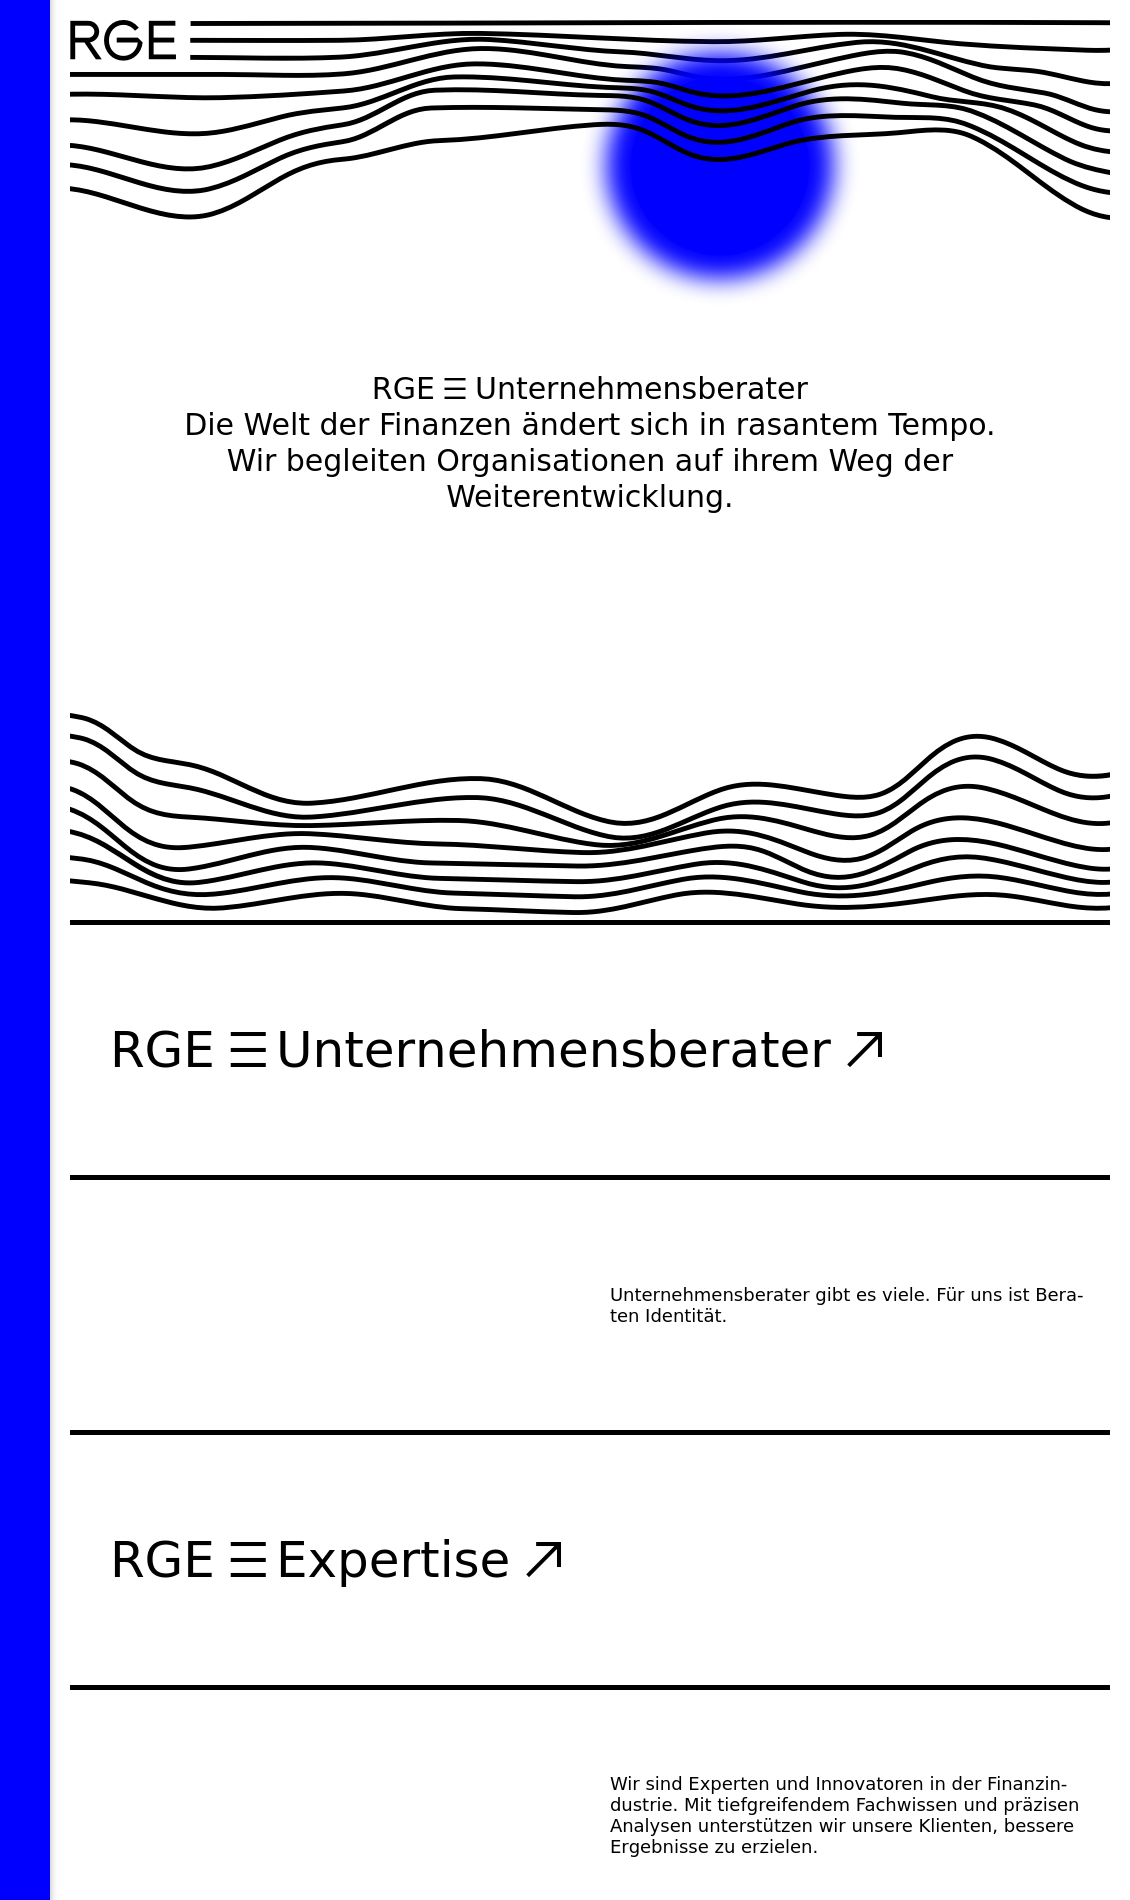 RGE
RGE ☰ Unternehmensberater
Die Welt der Finanzen ändert sich in rasantem Tempo.
Wir begleiten Organisationen auf ihrem Weg der
Weiterentwicklung.
RGE ☰ Unternehmensberater ↗
Unternehmensberater gibt es viele. Für uns ist Bera-
ten Identität.
RGE ☰ Expertise ↗
Wir sind Experten und Innovatoren in der Finanzin-
dustrie. Mit tiefgreifendem Fachwissen und präzisen
Analysen unterstützen wir unsere Klienten, bessere
Ergebnisse zu erzielen.